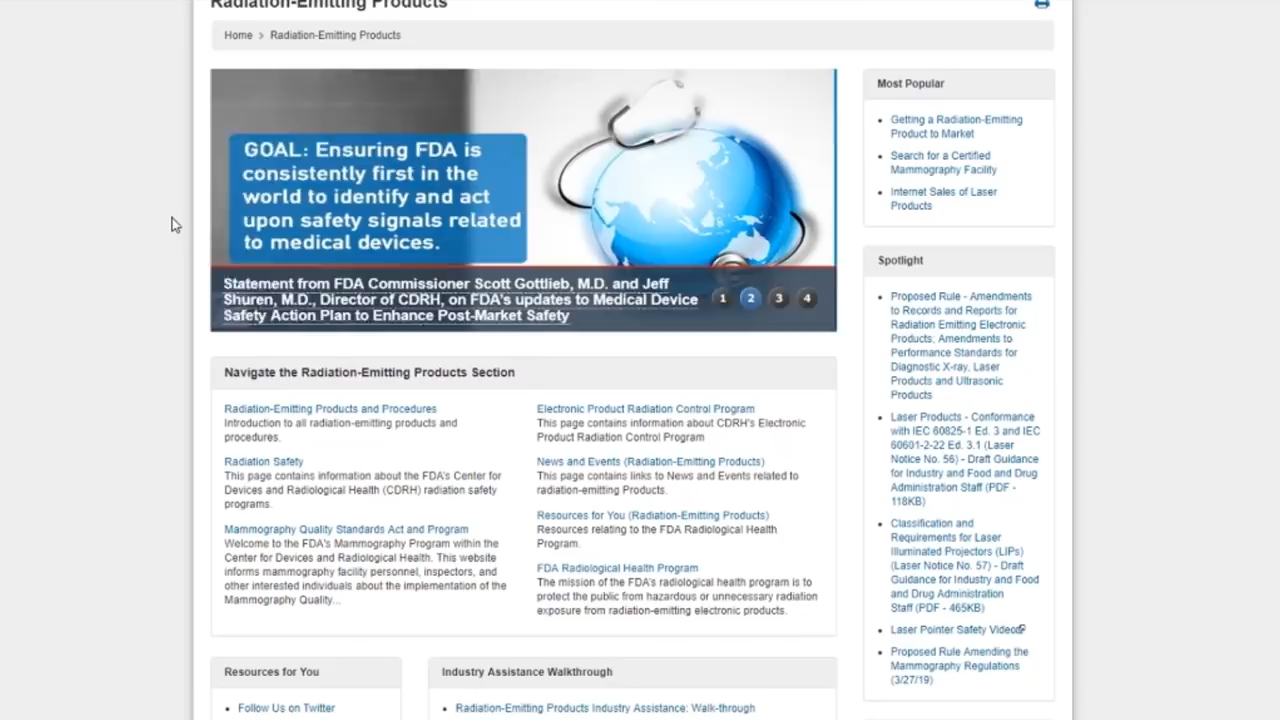 Radiation-Emitting Products
Home > Radiation-Emitting Products
GOAL: Ensuring FDA is
consistently first in the
world to identify and act
upon safety signals related
to medical devices.
Statement from FDA Commissioner Scott Gottlieb, M.D. and Jeff
Shuren, M.D., Director of CDRH, on FDA's updates to Medical Device
Safety Action Plan to Enhance Post-Market Safety
1 2 3 4
Navigate the Radiation-Emitting Products Section
Radiation-Emitting Products and Procedures
Introduction to all radiation-emitting products and
procedures.
Radiation Safety
This page contains information about the FDA's Center for
Devices and Radiological Health (CDRH) radiation safety
programs.
Mammography Quality Standards Act and Program
Welcome to the FDA's Mammography Program within the
Center for Devices and Radiological Health. This website
informs mammography facility personnel, inspectors, and
other interested individuals about the implementation of the
Mammography Quality...
Electronic Product Radiation Control Program
This page contains information about CDRH's Electronic
Product Radiation Control Program
News and Events (Radiation-Emitting Products)
This page contains links to News and Events related to
radiation-emitting Products.
Resources for You (Radiation-Emitting Products)
Resources relating to the FDA Radiological Health
Program.
FDA Radiological Health Program
The mission of the FDA's radiological health program is to
protect the public from hazardous or unnecessary radiation
exposure from radiation-emitting electronic products.
Resources for You
• Follow Us on Twitter
Industry Assistance Walkthrough
• Radiation-Emitting Products Industry Assistance: Walk-through
Most Popular
• Getting a Radiation-Emitting
Product to Market
• Search for a Certified
Mammography Facility
• Internet Sales of Laser
Products
Spotlight
• Proposed Rule - Amendments
to Records and Reports for
Radiation Emitting Electronic
Products; Amendments to
Performance Standards for
Diagnostic X-ray, Laser
Products and Ultrasonic
Products
• Laser Products - Conformance
with IEC 60825-1 Ed. 3 and IEC
60601-2-22 Ed. 3.1 (Laser
Notice No. 56) - Draft Guidance
for Industry and Food and Drug
Administration Staff (PDF -
118KB)
• Classification and
Requirements for Laser
Illuminated Projectors (LIPs)
(Laser Notice No. 57) - Draft
Guidance for Industry and Food
and Drug Administration
Staff (PDF - 465KB)
• Laser Pointer Safety Video
• Proposed Rule Amending the
Mammography Regulations
(3/27/19)